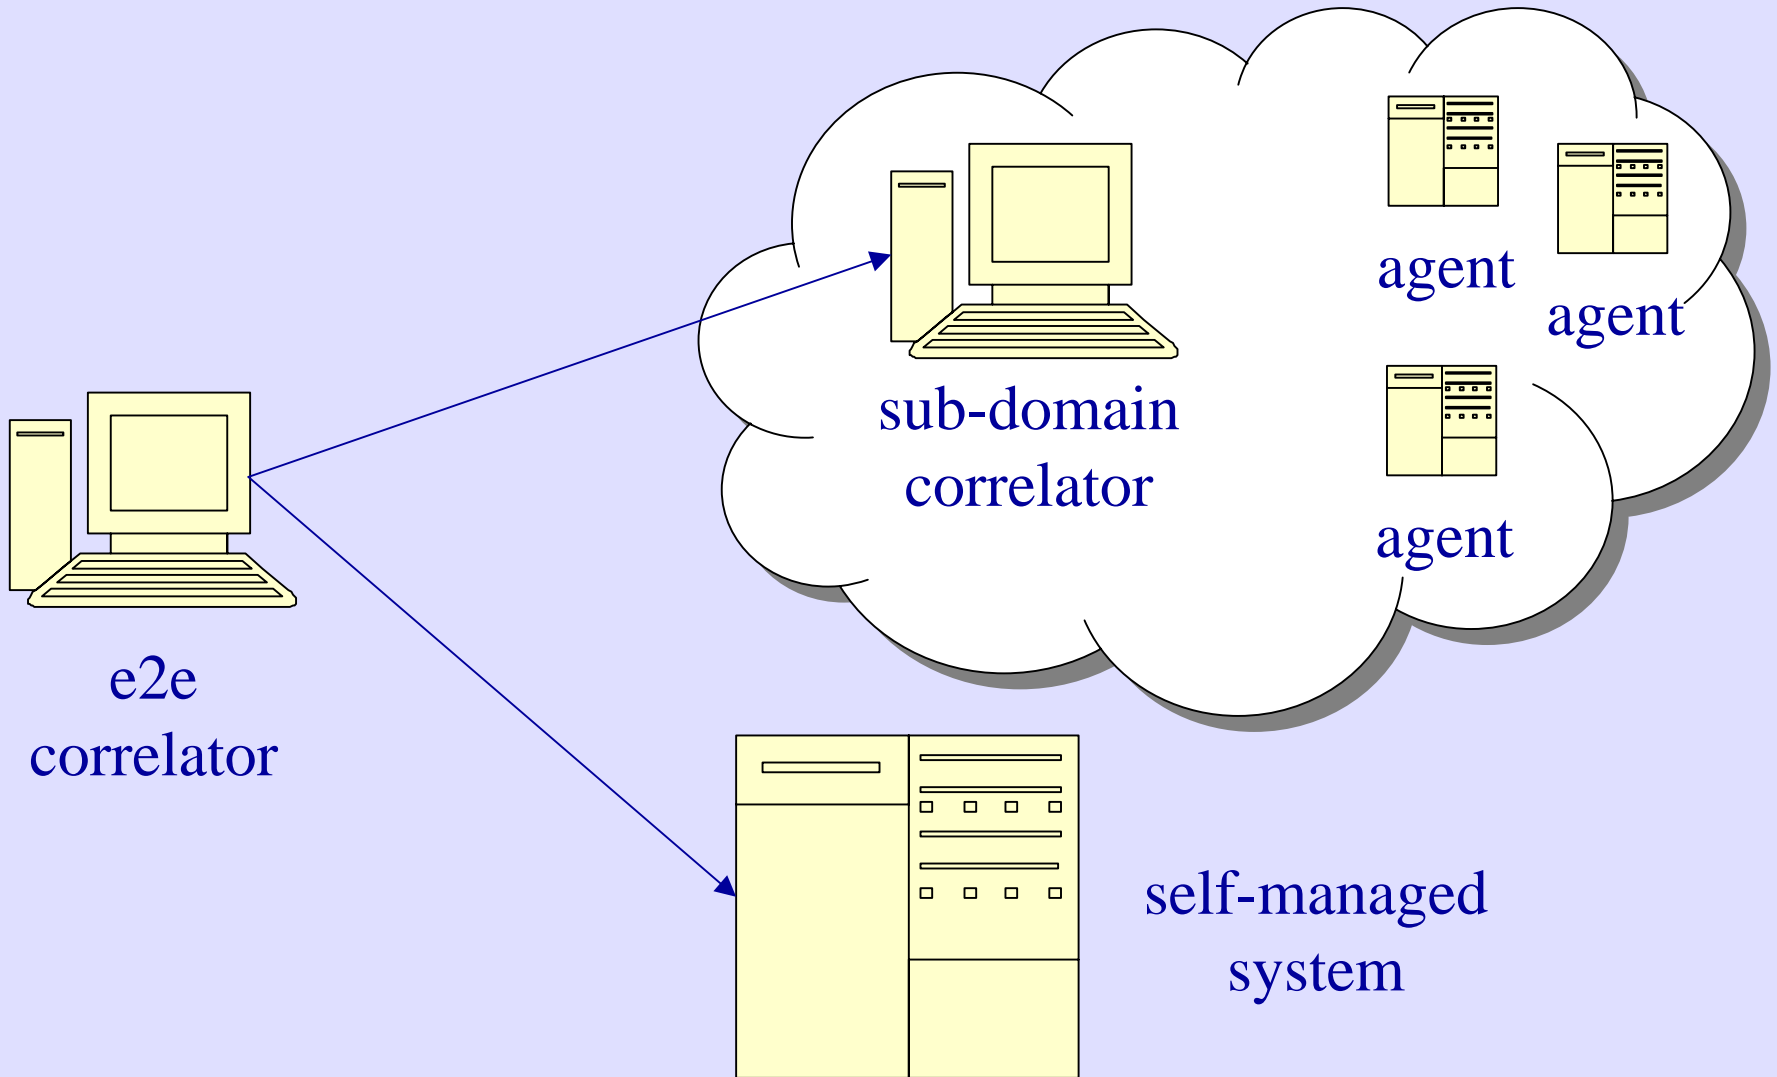 agent
agent
sub-domain
correlator
agent
e2e
correlator
self-managed
system